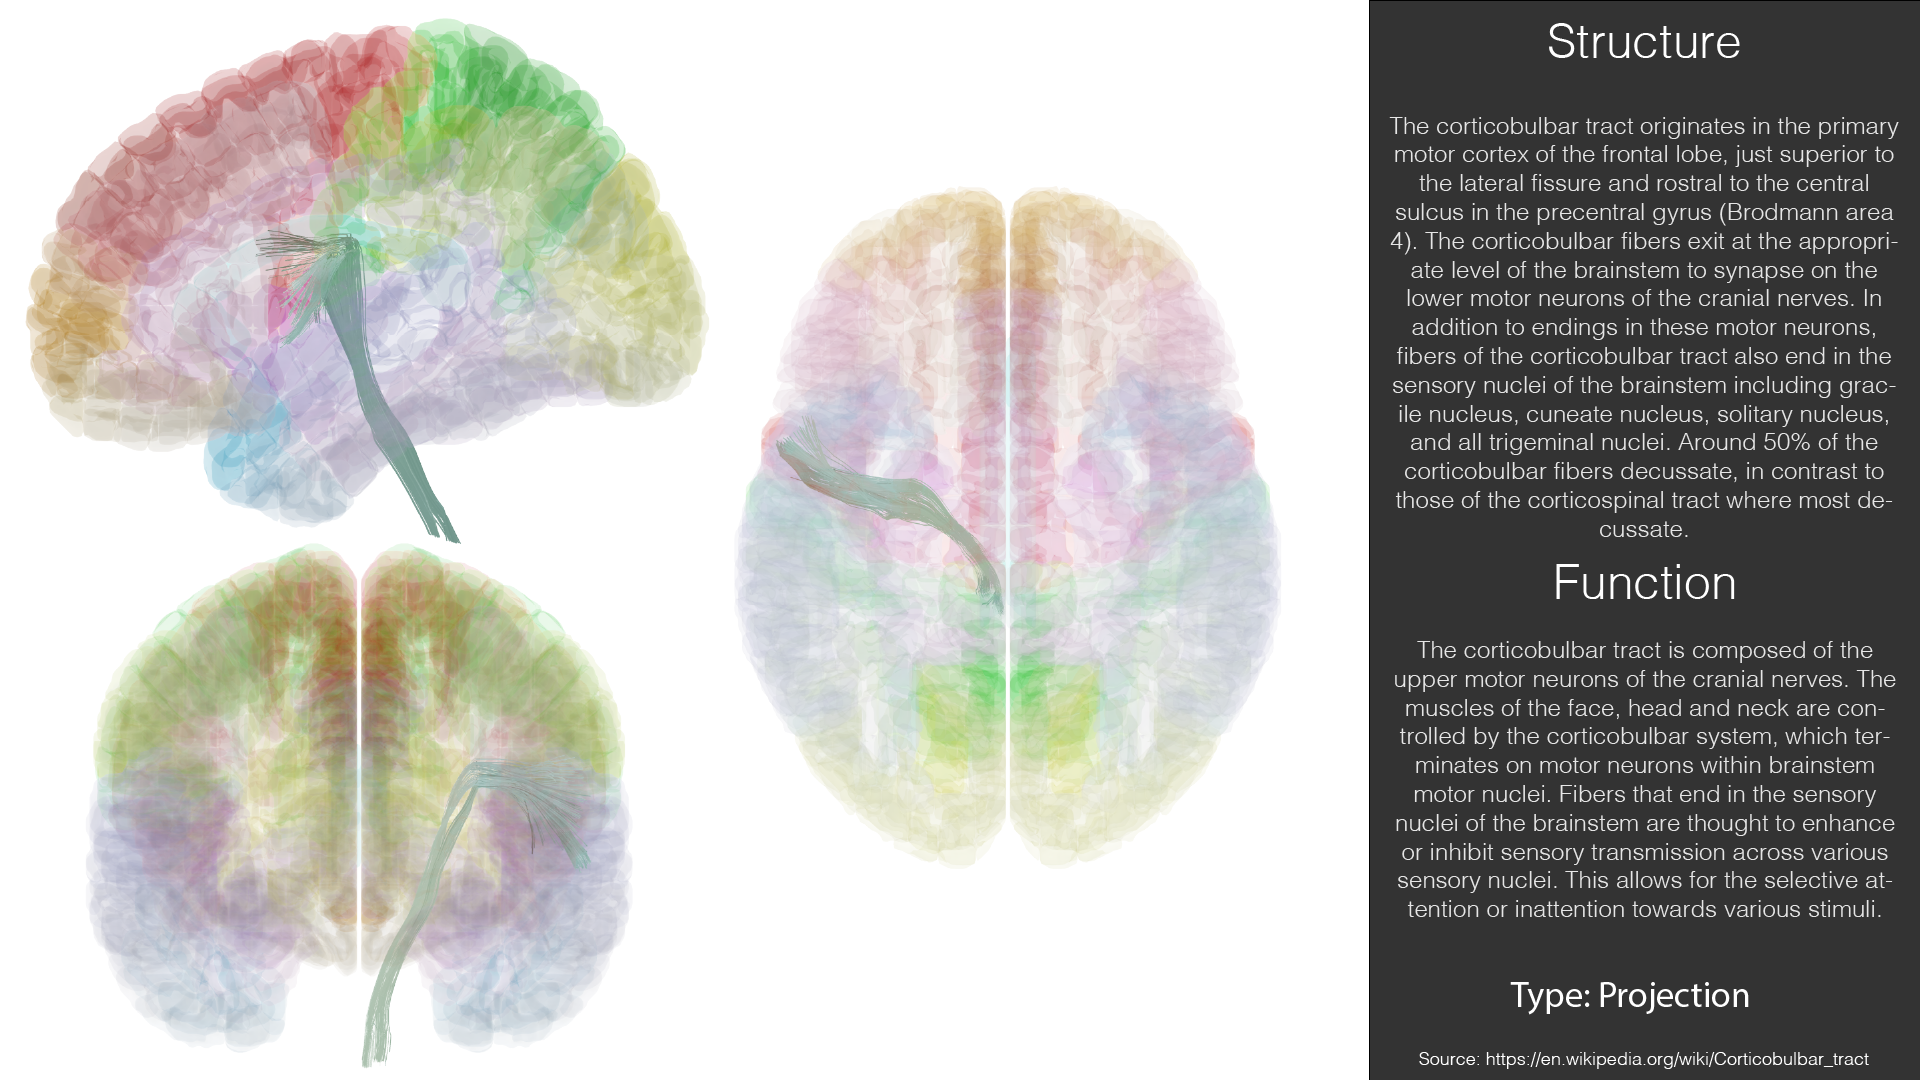 Structure
The corticobulbar tract originates in the primary
motor cortex of the frontal lobe, just superior to
the lateral fissure and rostral to the central
sulcus in the precentral gyrus (Brodmann area
4). The corticobulbar fibers exit at the appropri-
ate level of the brainstem to synapse on the
lower motor neurons of the cranial nerves. In
addition to endings in these motor neurons,
fibers of the corticobulbar tract also end in the
sensory nuclei of the brainstem including grac-
ile nucleus, cuneate nucleus, solitary nucleus,
and all trigeminal nuclei. Around 50% of the
corticobulbar fibers decussate, in contrast to
those of the corticospinal tract where most de-
cussate.
Function
The corticobulbar tract is composed of the
upper motor neurons of the cranial nerves. The
muscles of the face, head and neck are con-
trolled by the corticobulbar system, which ter-
minates on motor neurons within brainstem
motor nuclei. Fibers that end in the sensory
nuclei of the brainstem are thought to enhance
or inhibit sensory transmission across various
sensory nuclei. This allows for the selective at-
tention or inattention towards various stimuli.
Type: Projection
Source: https://en.wikipedia.org/wiki/Corticobulbar_tract